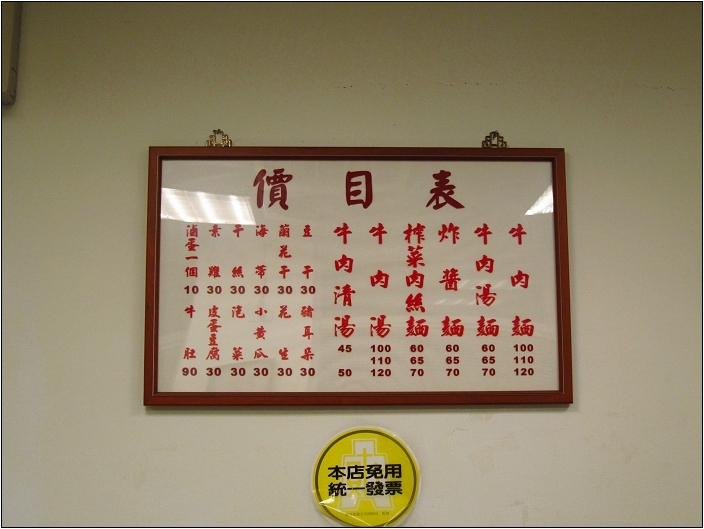 價目表
牛肉麵
100
110
120
牛肉湯麵
60
65
70
炸醬麵
60
65
70
榨菜肉絲麵
60
65
70
牛肉湯
100
110
120
牛肉清湯
45
50
豆干
30
蘭花干
30
海帶
30
干絲
30
素雞
30
滷蛋一個
10
豬耳朵
30
花生
30
小黃瓜
30
泡菜
30
皮蛋豆腐
30
牛肚
90
本店免用
統一發票